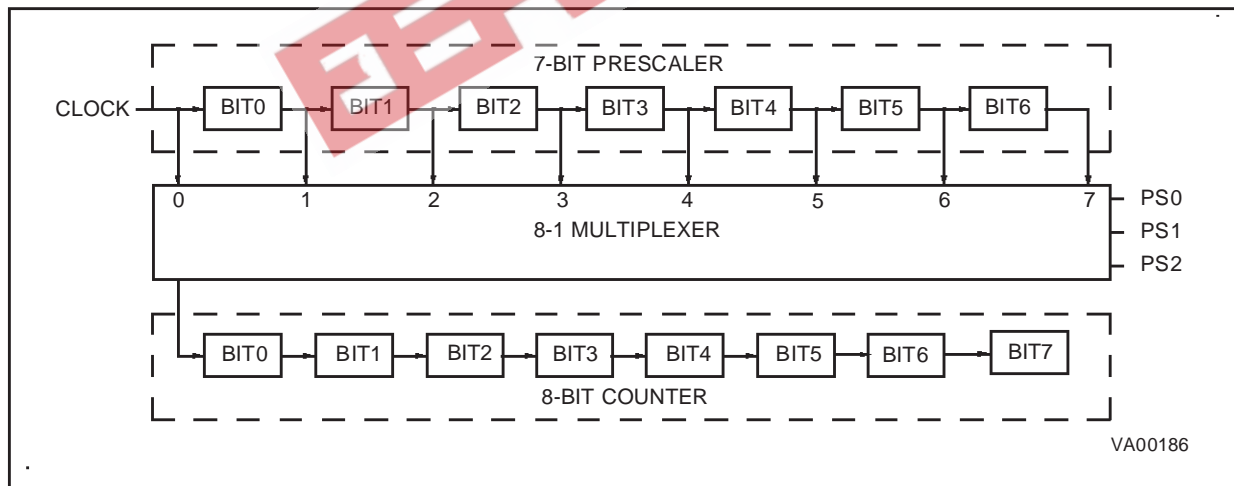 7-BIT PRESCALER
CLOCK BIT0 BIT1 BIT2 BIT3 BIT4 BIT5 BIT6
0 1 2 3 4 5 6 7 PS0
8-1 MULTIPLEXER PS1
PS2
BIT0 BIT1 BIT2 BIT3 BIT4 BIT5 BIT6 BIT7
8-BIT COUNTER
VA00186